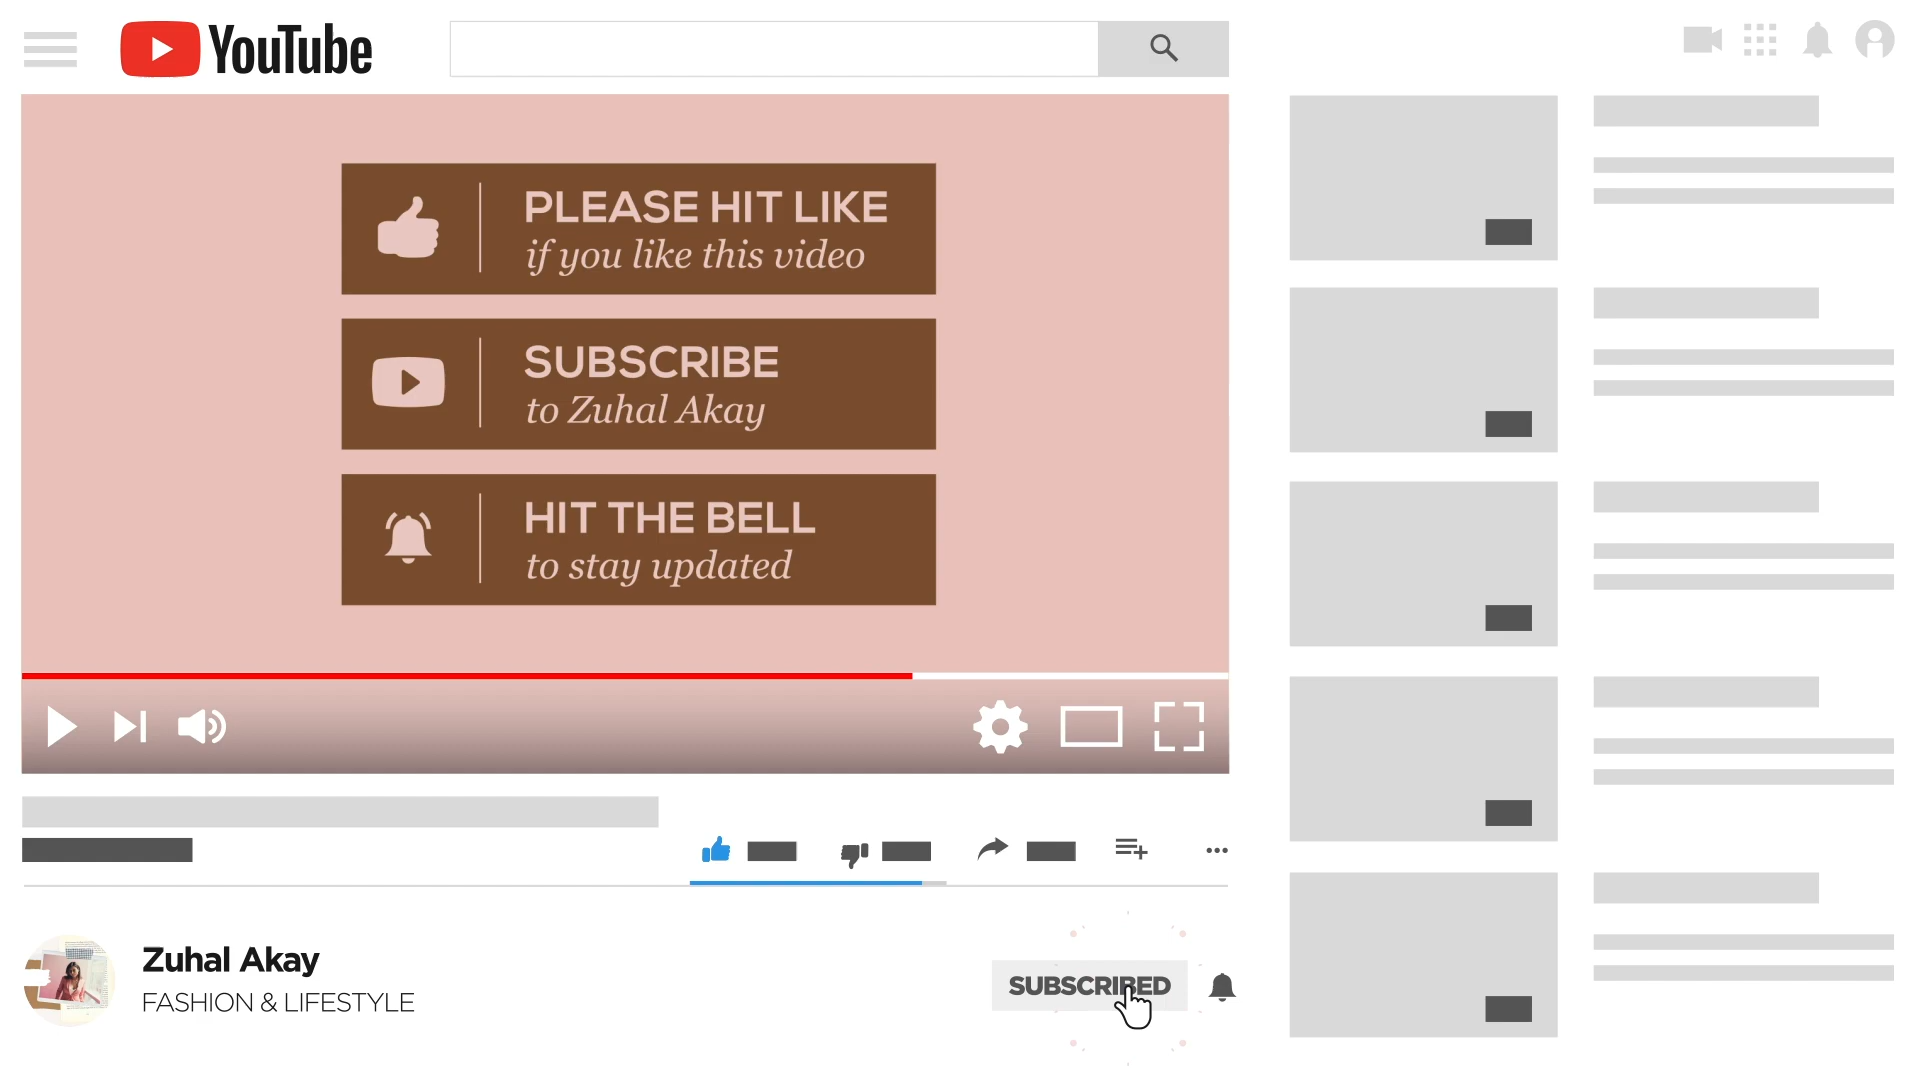 YouTube
PLEASE HIT LIKE
if you like this video
SUBSCRIBE
to Zuhal Akay
HIT THE BELL
to stay updated
Zuhal Akay
FASHION & LIFESTYLE
SUBSCRIBED